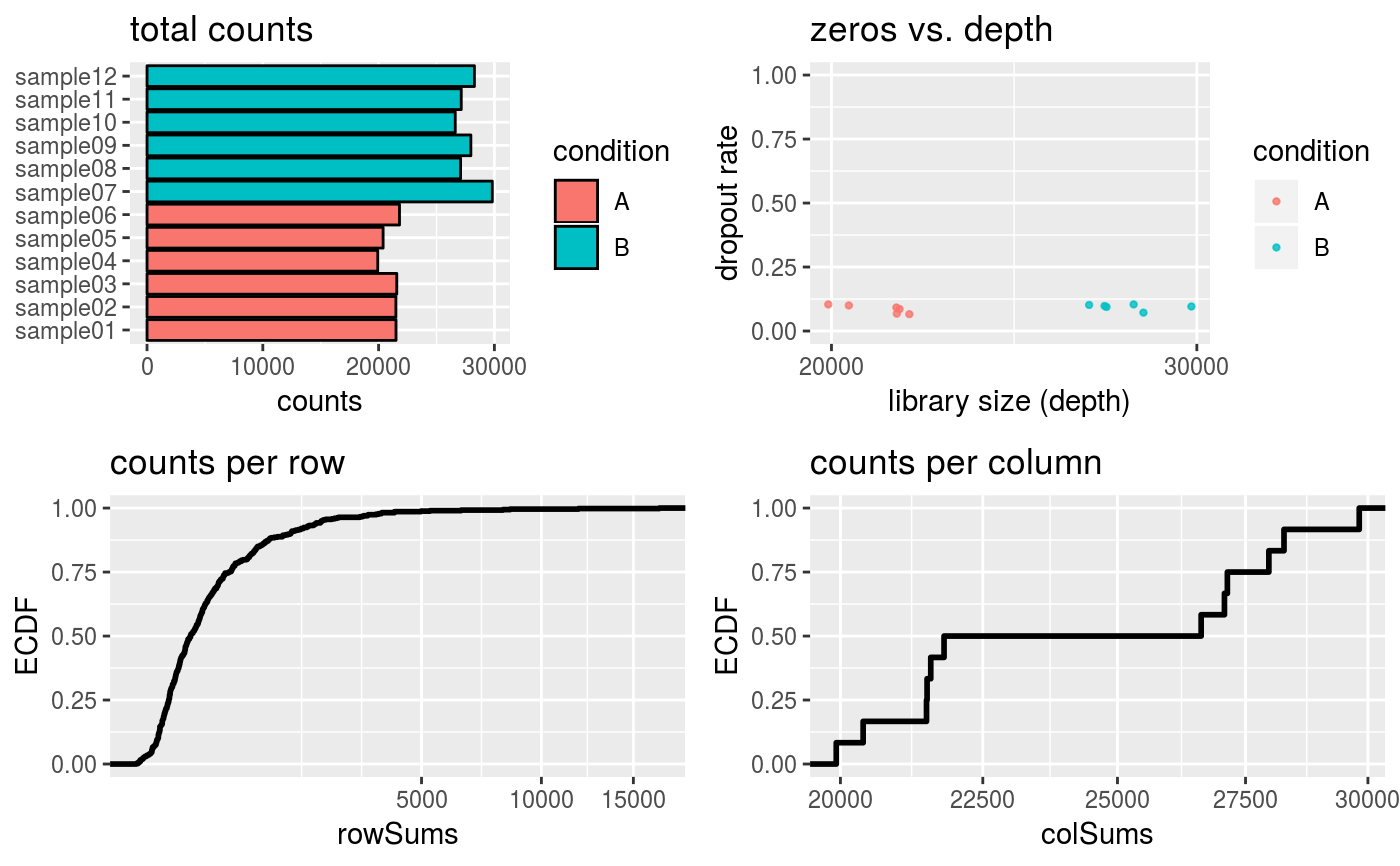 total counts
sample12
sample11
sample10
sample09
sample08
sample07
sample06
sample05
sample04
sample03
sample02
sample01
0 10000 20000 30000
counts
condition
A
B
zeros vs. depth
dropout rate
1.00
0.75
0.50
0.25
0.00
20000 30000
library size (depth)
condition
A
B
counts per row
ECDF
1.00
0.75
0.50
0.25
0.00
5000 10000 15000
rowSums
counts per column
ECDF
1.00
0.75
0.50
0.25
0.00
20000 22500 25000 27500 30000
colSums